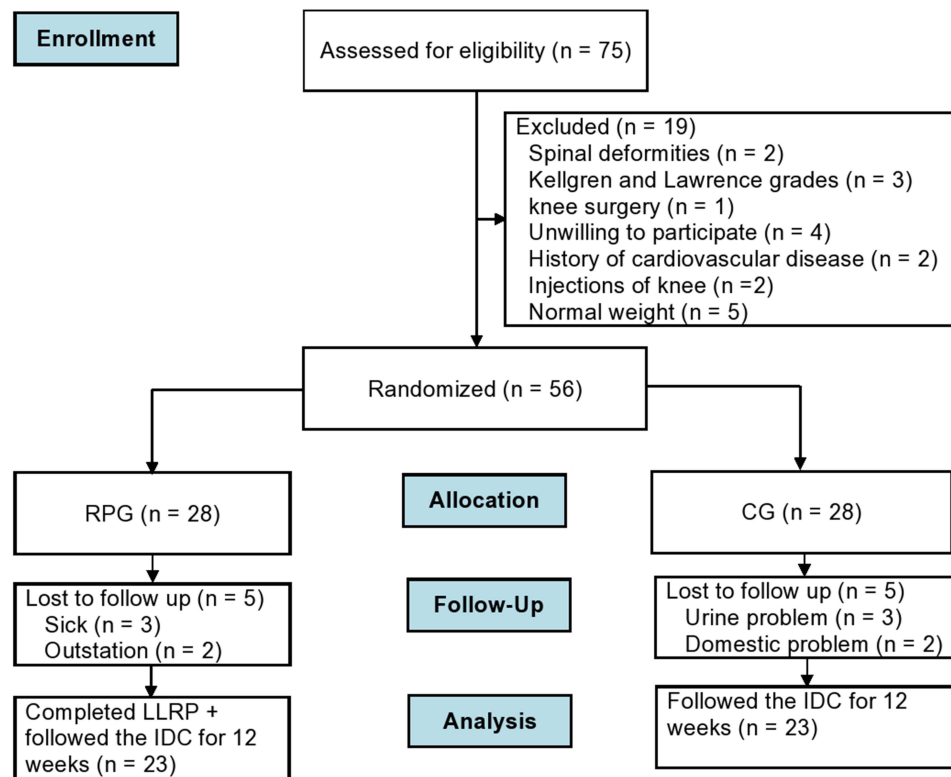 Enrollment
Assessed for eligibility (n = 75)
Excluded (n = 19)
Spinal deformities (n = 2)
Kellgren and Lawrence grades (n = 3)
knee surgery (n = 1)
Unwilling to participate (n = 4)
History of cardiovascular disease (n = 2)
Injections of knee (n =2)
Normal weight (n = 5)
Randomized (n = 56)
RPG (n = 28)
Allocation
CG (n = 28)
Lost to follow up (n = 5)
Sick (n = 3)
Outstation (n = 2)
Follow-Up
Lost to follow up (n = 5)
Urine problem (n = 3)
Domestic problem (n = 2)
Completed LLRP +
followed the IDC for 12
weeks (n = 23)
Analysis
Followed the IDC for 12
weeks (n = 23)